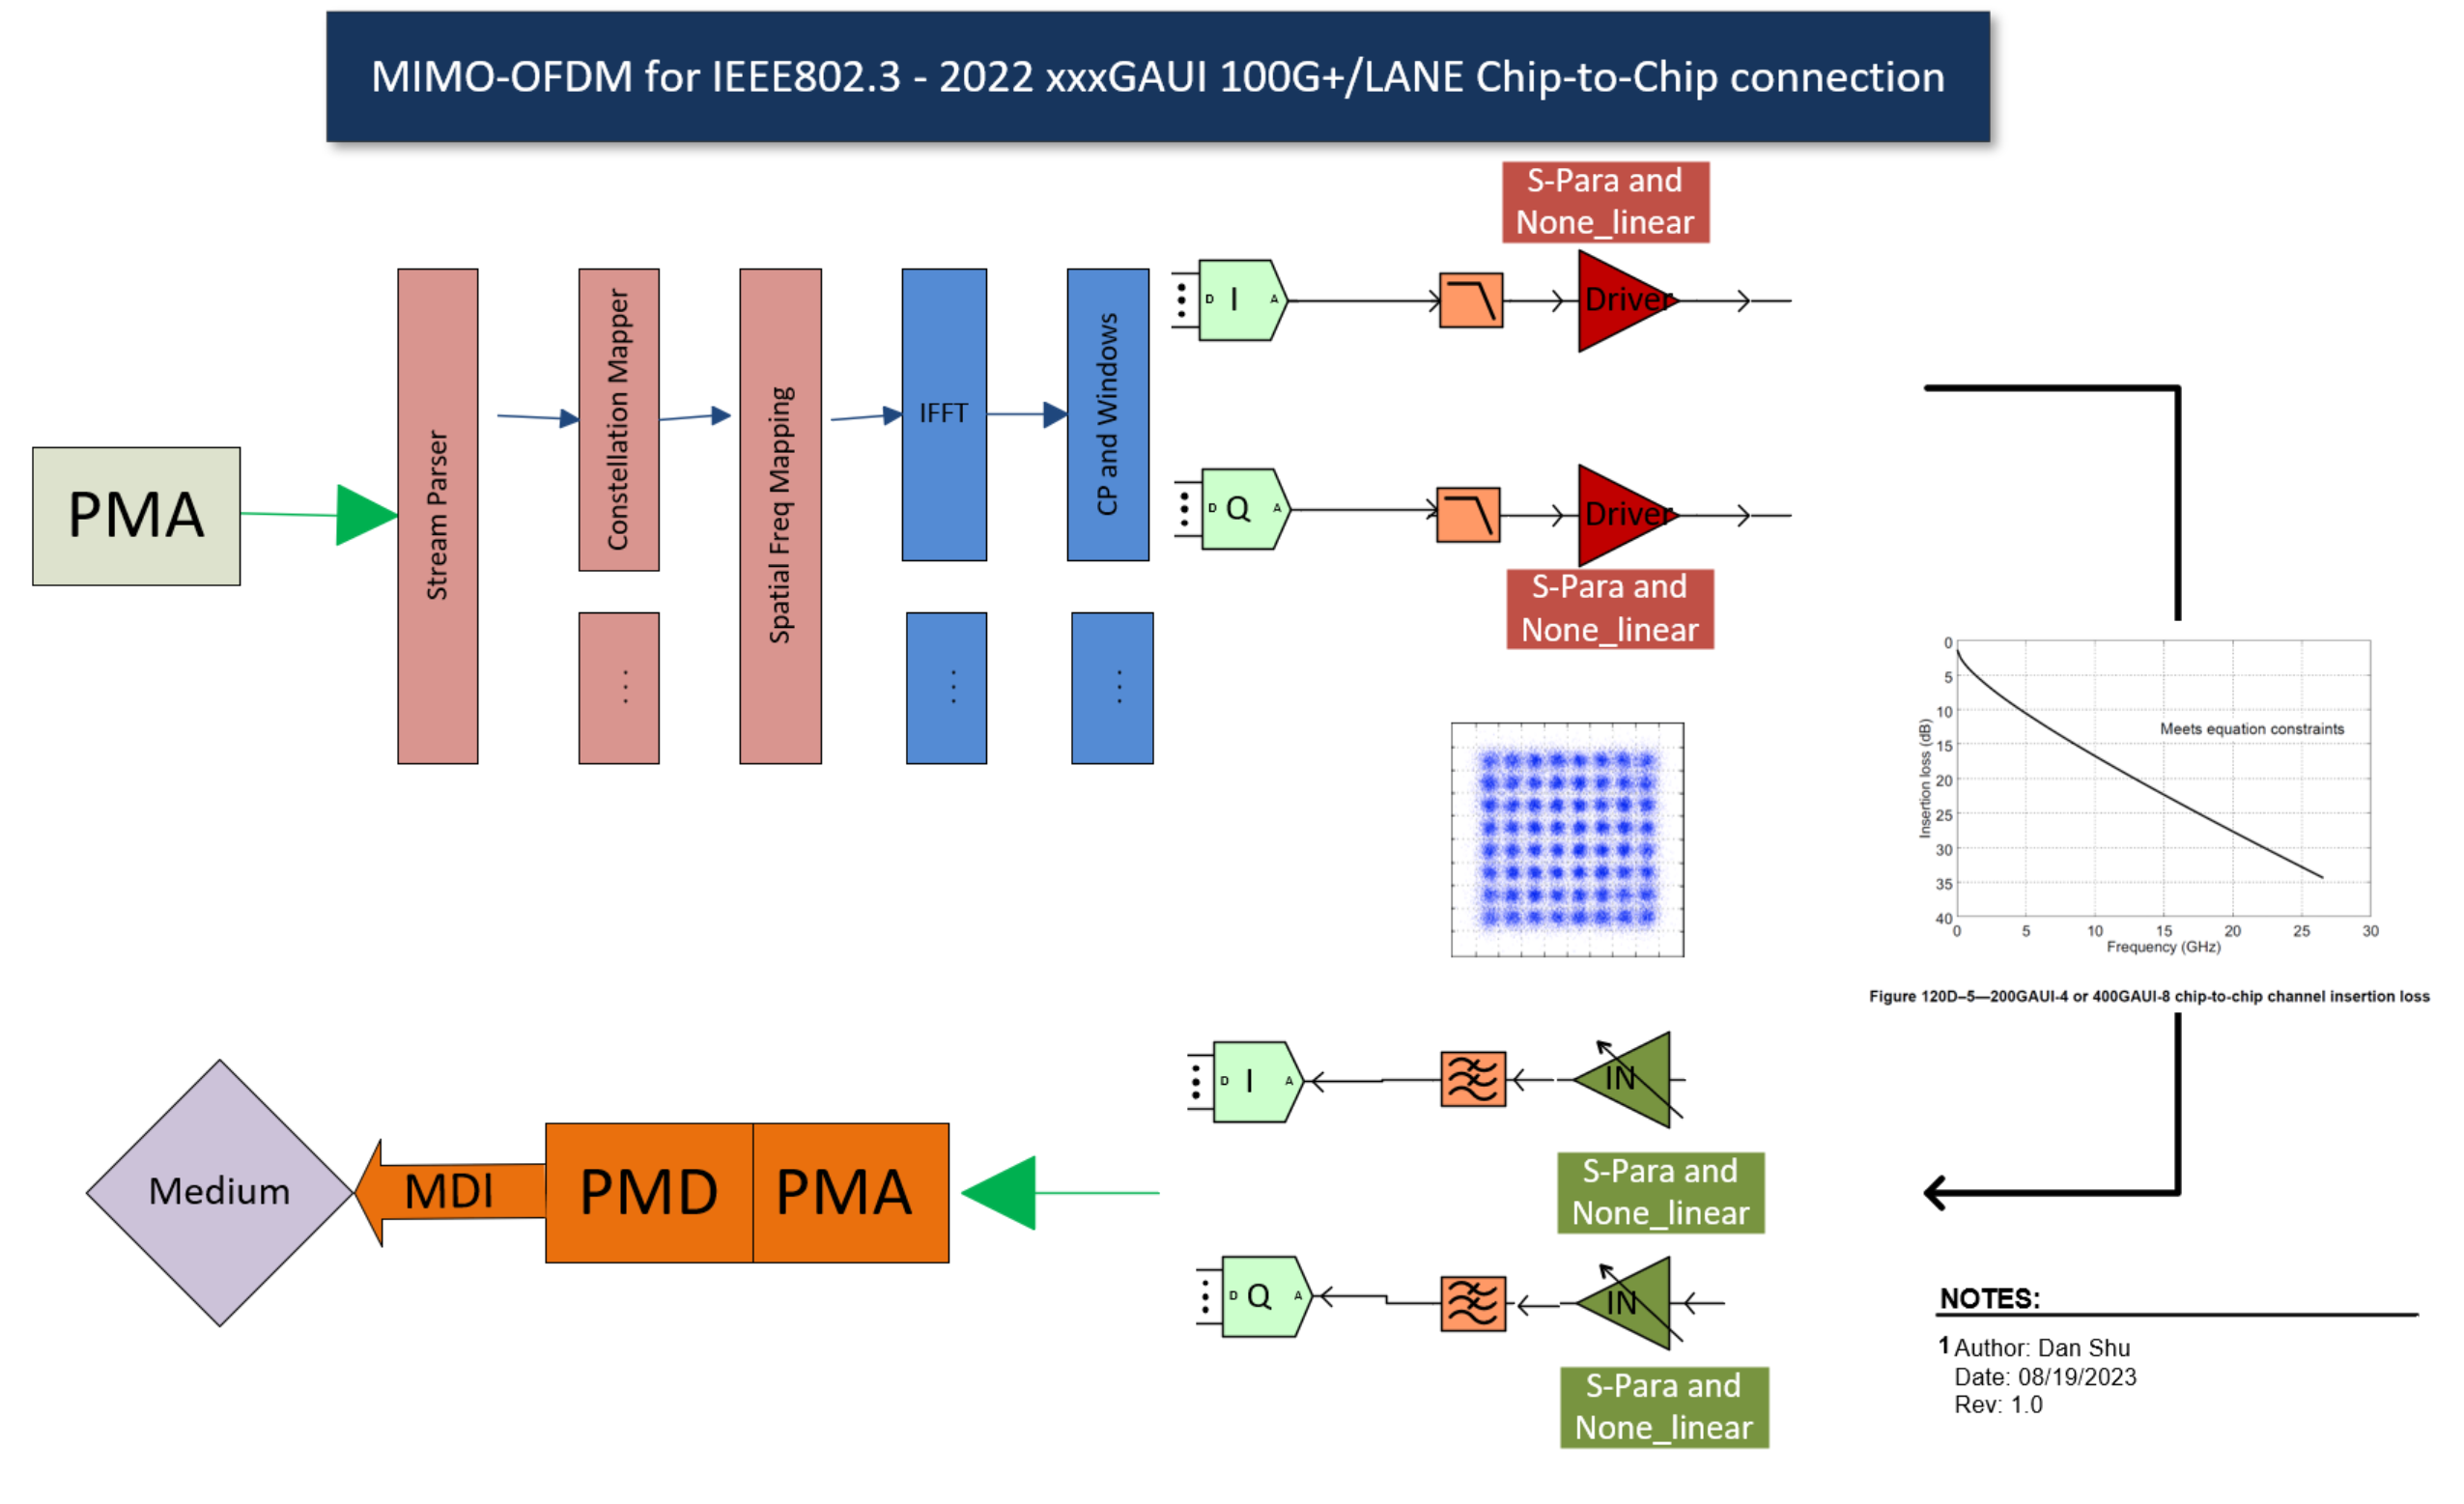 MIMO-OFDM for IEEE802.3 - 2022 xxxGAUI 100G+/LANE Chip-to-Chip connection
S-Para and
None_linear
PMA
Stream Parser
Constellation Mapper
Spatial Freq Mapping
IFFT
CP and Windows
D I A
Driver
D Q A
Driver
S-Para and
None_linear
...
...
...
Insertion loss (dB)
0
5
10
15
20
25
30
35
40
Meets equation constraints
0 5 10 15 20 25 30
Frequency (GHz)
Figure 120D–5—200GAUI-4 or 400GAUI-8 chip-to-chip channel insertion loss
D I A
IN
S-Para and
None_linear
Medium
MDI
PMD
PMA
D Q A
IN
S-Para and
None_linear
NOTES:
1 Author: Dan Shu
Date: 08/19/2023
Rev: 1.0